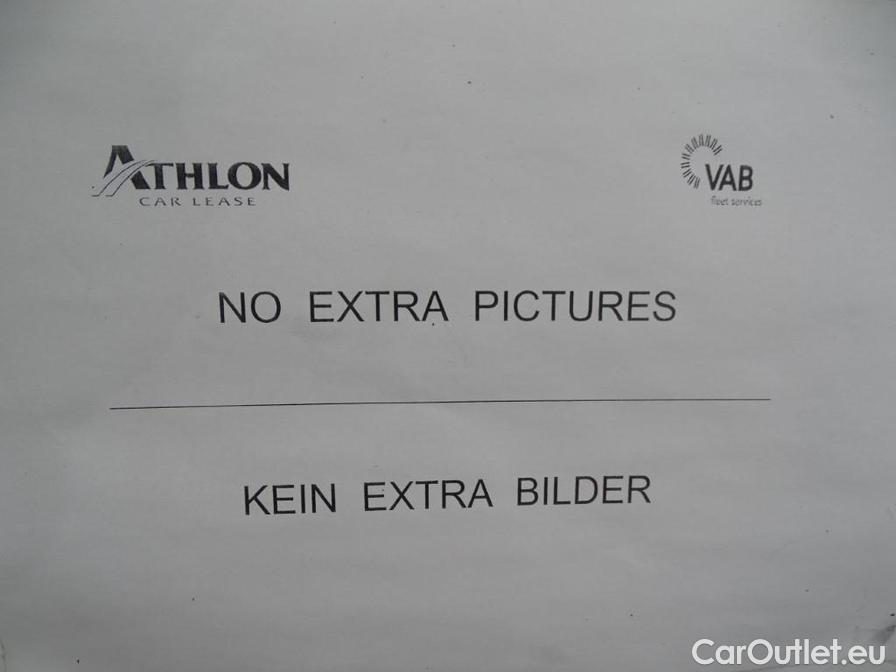 ATHLON
CAR LEASE
VAB
fleet services
NO EXTRA PICTURES
KEIN EXTRA BILDER
CarOutlet.eu